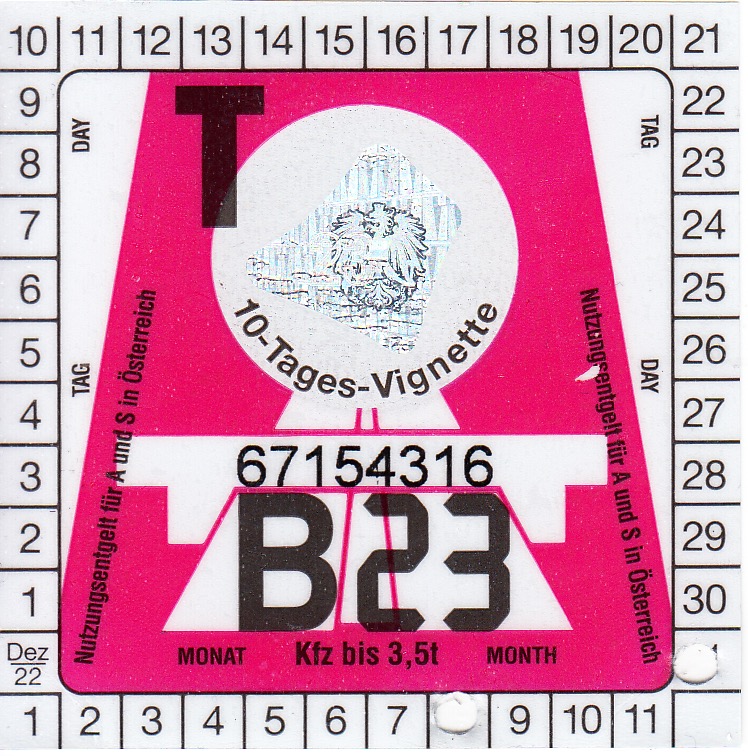 10 11 12 13 14 15 16 17 18 19 20 21
9 22
8 23
7 24
6 25
5 26
4 27
3 28
2 29
1 30
Dez
22
1 2 3 4 5 6 7 9 10 11
DAY
TAG
TAG
DAY
T
10-Tages-Vignette
Nutzungsentgelt für A und S in Österreich
Nutzungsentgelt für A und S in Österreich
67154316
B23
MONAT Kfz bis 3,5t MONTH